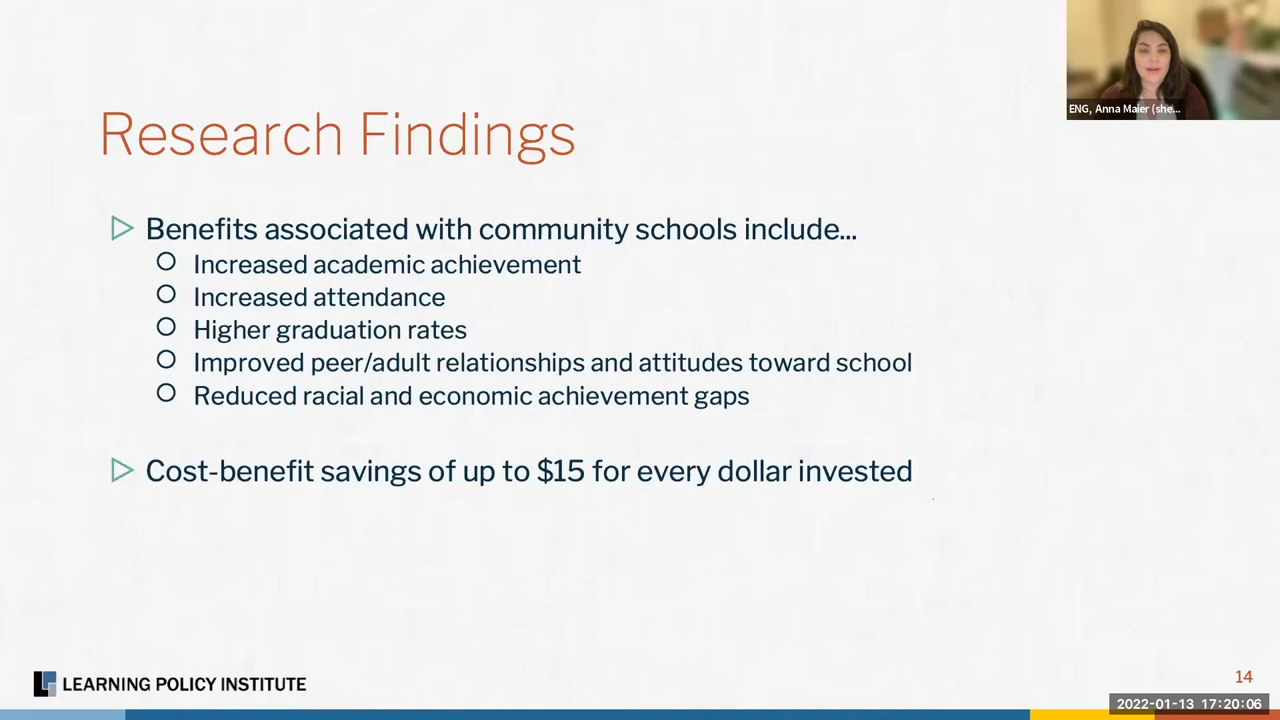 ENG, Anna Maier (she...
Research Findings
Benefits associated with community schools include...
Increased academic achievement
Increased attendance
Higher graduation rates
Improved peer/adult relationships and attitudes toward school
Reduced racial and economic achievement gaps
Cost-benefit savings of up to $15 for every dollar invested
LEARNING POLICY INSTITUTE
14
2022-01-13 17:20:06